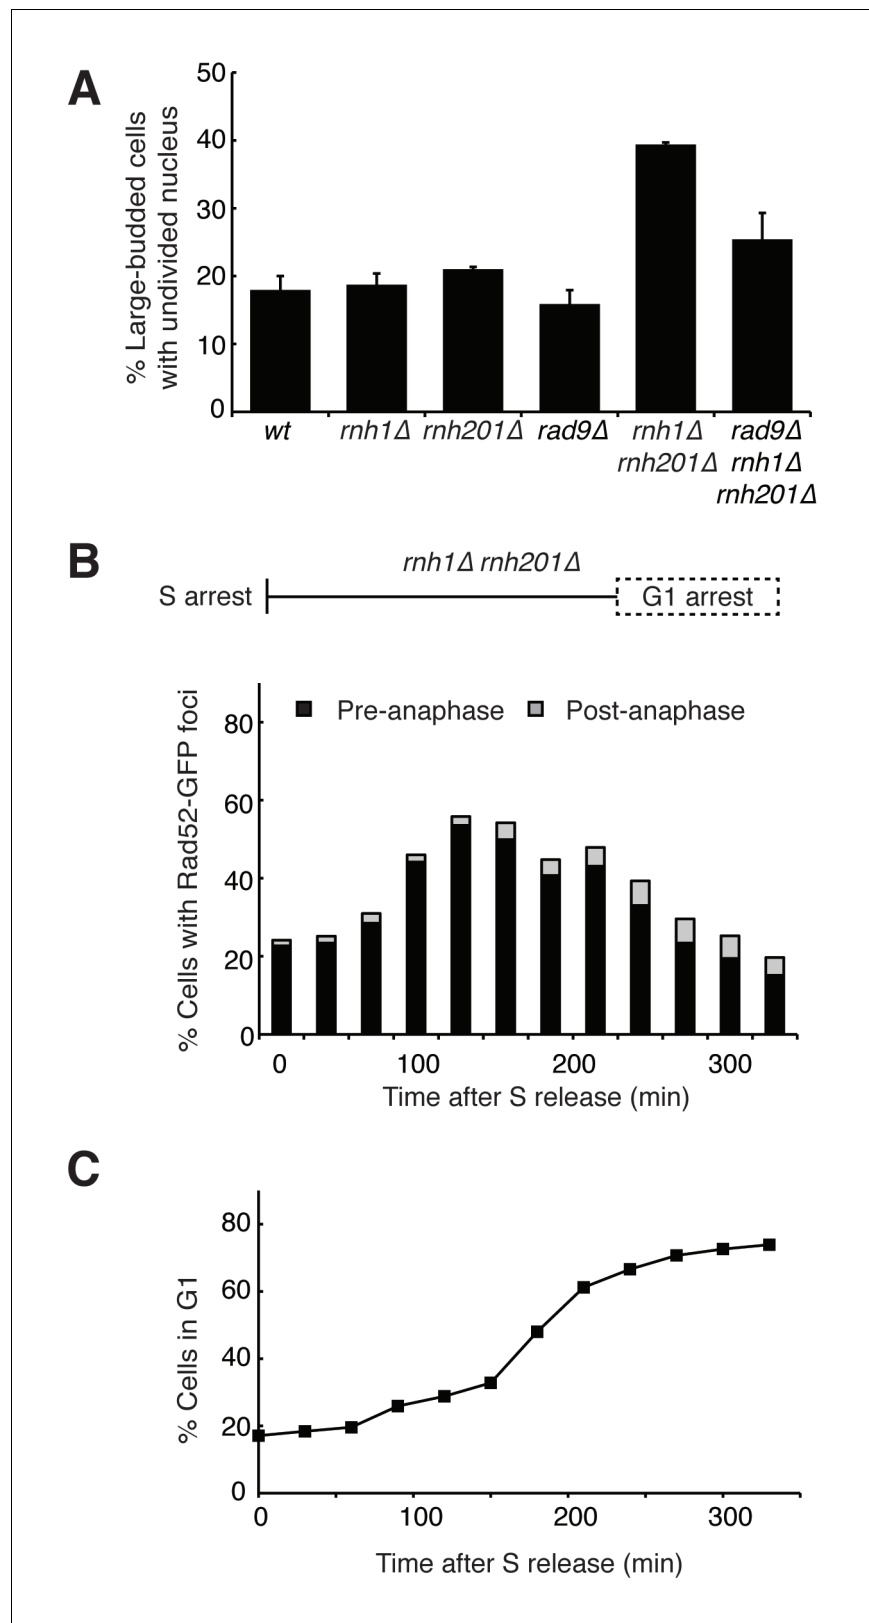 A
% Large-budded cells
with undivided nucleus
50
40
30
20
10
0
wt
rnh1Δ
rnh201Δ
rad9Δ
rnh1Δ
rnh201Δ
rad9Δ
rnh1Δ
rnh201Δ
B
rnh1Δ rnh201Δ
S arrest
G1 arrest
% Cells with Rad52-GFP foci
Pre-anaphase
Post-anaphase
80
60
40
20
0
0 100 200 300
Time after S release (min)
C
% Cells in G1
80
60
40
20
0
0 100 200 300
Time after S release (min)